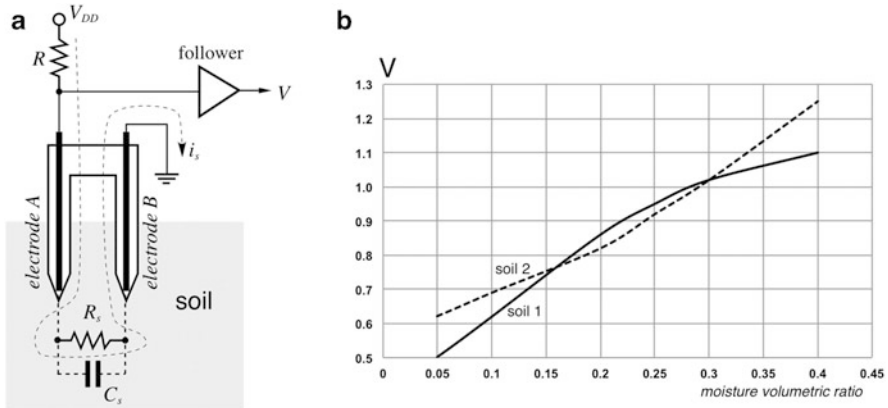 a
V_DD
R
follower
V
i_s
electrode A
electrode B
soil
R_s
C_s
b
V
1.3
1.2
1.1
1.0
0.9
0.8
0.7
0.6
0.5
soil 2
soil 1
0 0.05 0.1 0.15 0.2 0.25 0.3 0.35 0.4 0.45
moisture volumetric ratio